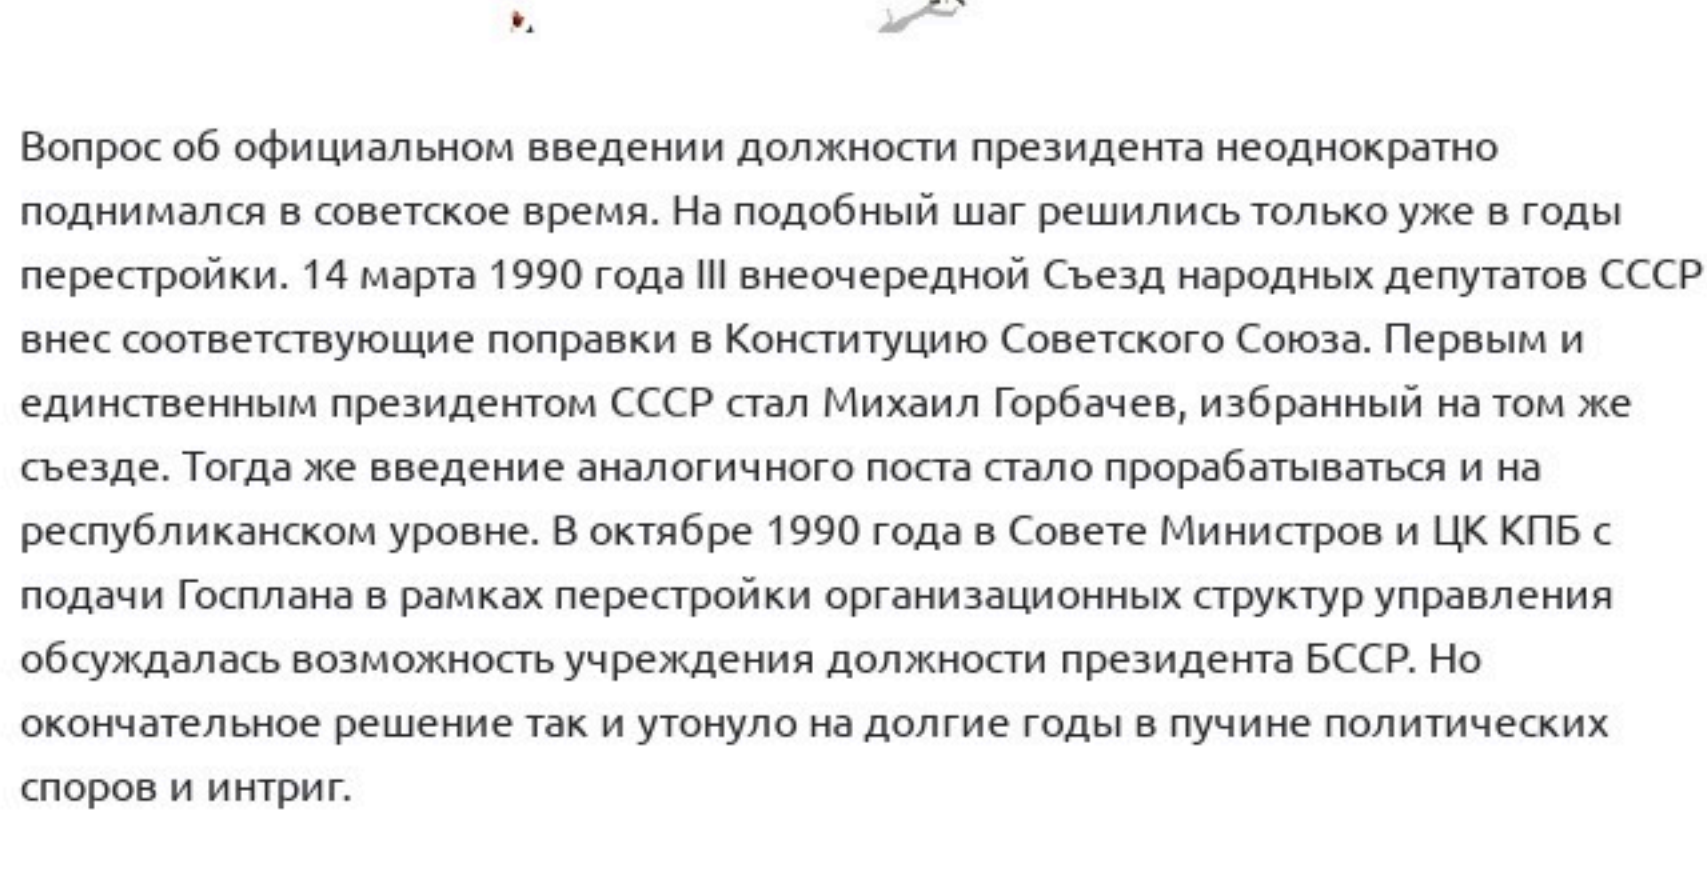 Вопрос об официальном введении должности президента неоднократно
поднимался в советское время. На подобный шаг решились только уже в годы
перестройки. 14 марта 1990 года III внеочередной Съезд народных депутатов СССР
внес соответствующие поправки в Конституцию Советского Союза. Первым и
единственным президентом СССР стал Михаил Горбачев, избранный на том же
съезде. Тогда же введение аналогичного поста стало прорабатываться и на
республиканском уровне. В октябре 1990 года в Совете Министров и ЦК КПБ с
подачи Госплана в рамках перестройки организационных структур управления
обсуждалась возможность учреждения должности президента БССР. Но
окончательное решение так и утонуло на долгие годы в пучине политических
споров и интриг.